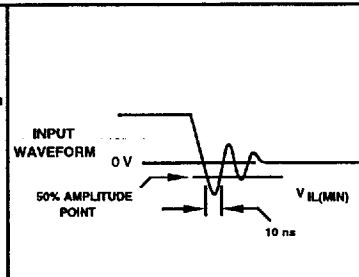 INPUT
WAVEFORM
0 V
50% AMPLITUDE
POINT
V IL(MIN)
10 ns